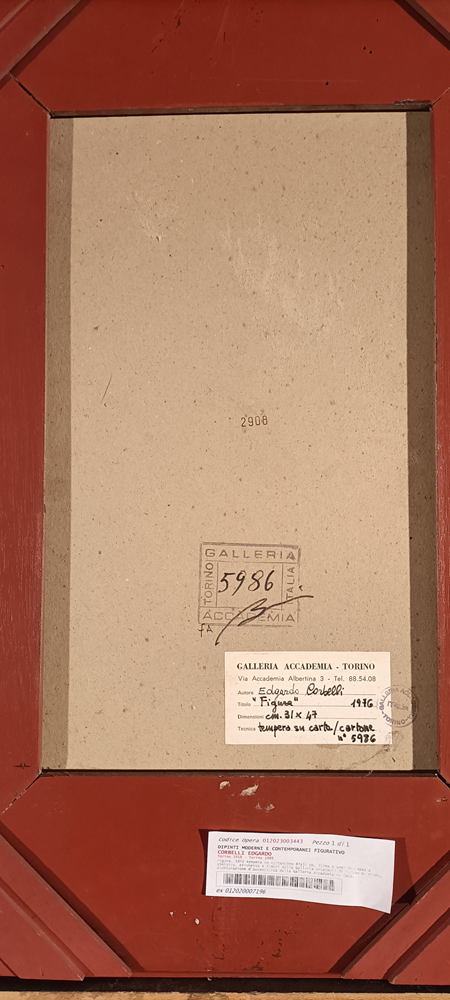 2908
GALLERIA
TORINO
5986
ITALIA
ACCADEMIA
FA
GALLERIA ACCADEMIA - TORINO
Via Accademia Albertina 3 - Tel. 88.54.08
Autore Edgardo Corbelli
Titolo "Figura" 1976
Dimensioni cm. 31 x 47
Tecnica tempera su carta/cartone
n° 5986
GALLERIA
ITALIA
TORINO
Codice opera 012023003443 Pezzo 1 di 1
DIPINTI MODERNI E CONTEMPORANEI FIGURATIVO
CORBELLI EDGARDO
ex 012020007196